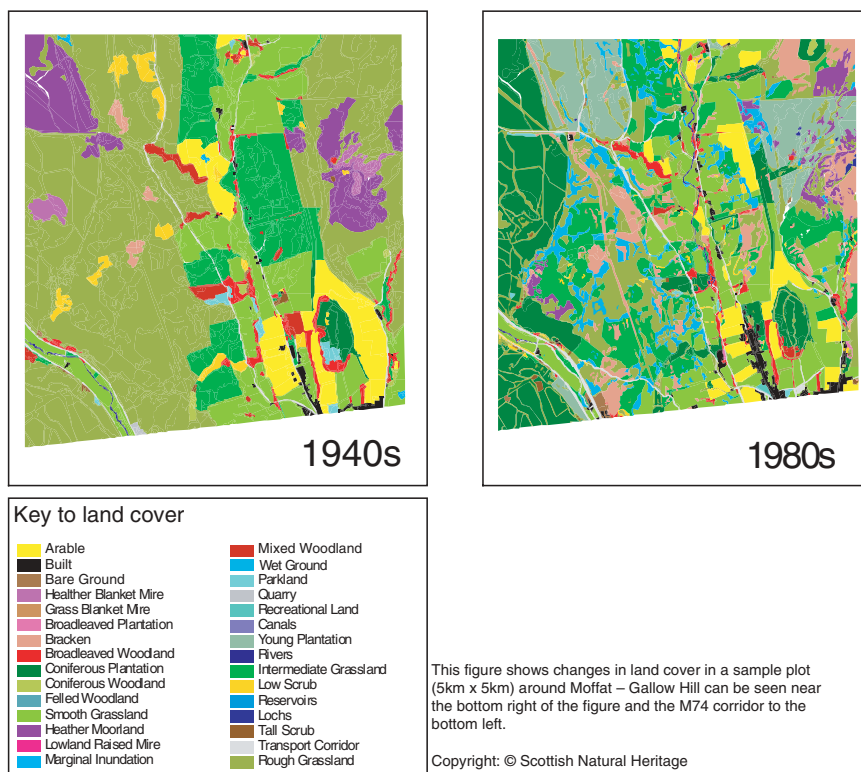 1940s
1980s
Key to land cover
Arable
Built
Bare Ground
Healther Blanket Mire
Grass Blanket Mire
Broadleaved Plantation
Bracken
Broadleaved Woodland
Coniferous Plantation
Coniferous Woodland
Felled Woodland
Smooth Grassland
Heather Moorland
Lowland Raised Mire
Marginal Inundation
Mixed Woodland
Wet Ground
Parkland
Quarry
Recreational Land
Canals
Young Plantation
Rivers
Intermediate Grassland
Low Scrub
Reservoirs
Lochs
Tall Scrub
Transport Corridor
Rough Grassland
This figure shows changes in land cover in a sample plot
(5km x 5km) around Moffat – Gallow Hill can be seen near
the bottom right of the figure and the M74 corridor to the
bottom left.
Copyright: © Scottish Natural Heritage